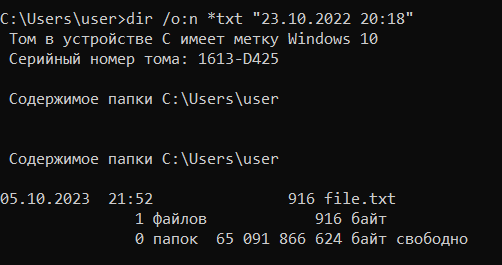 C:\Users\user>dir /o:n *txt "23.10.2022 20:18"
Том в устройстве C имеет метку Windows 10
Серийный номер тома: 1613-D425
Содержимое папки C:\Users\user
Содержимое папки C:\Users\user
05.10.2023  21:52               916 file.txt
1 файлов            916 байт
0 папок  65 091 866 624 байт свободно